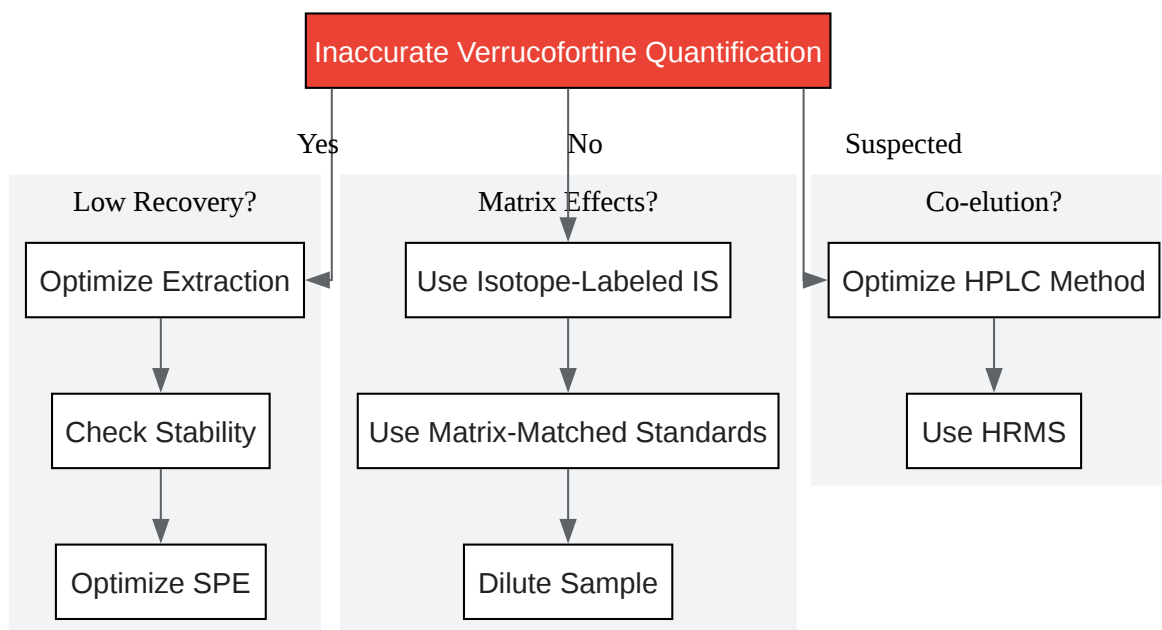 Inaccurate Verrucofortine Quantification
Yes
No
Suspected
Low Recovery?
Matrix Effects?
Co-elution?
Optimize Extraction
Use Isotope-Labeled IS
Optimize HPLC Method
Check Stability
Use Matrix-Matched Standards
Use HRMS
Optimize SPE
Dilute Sample